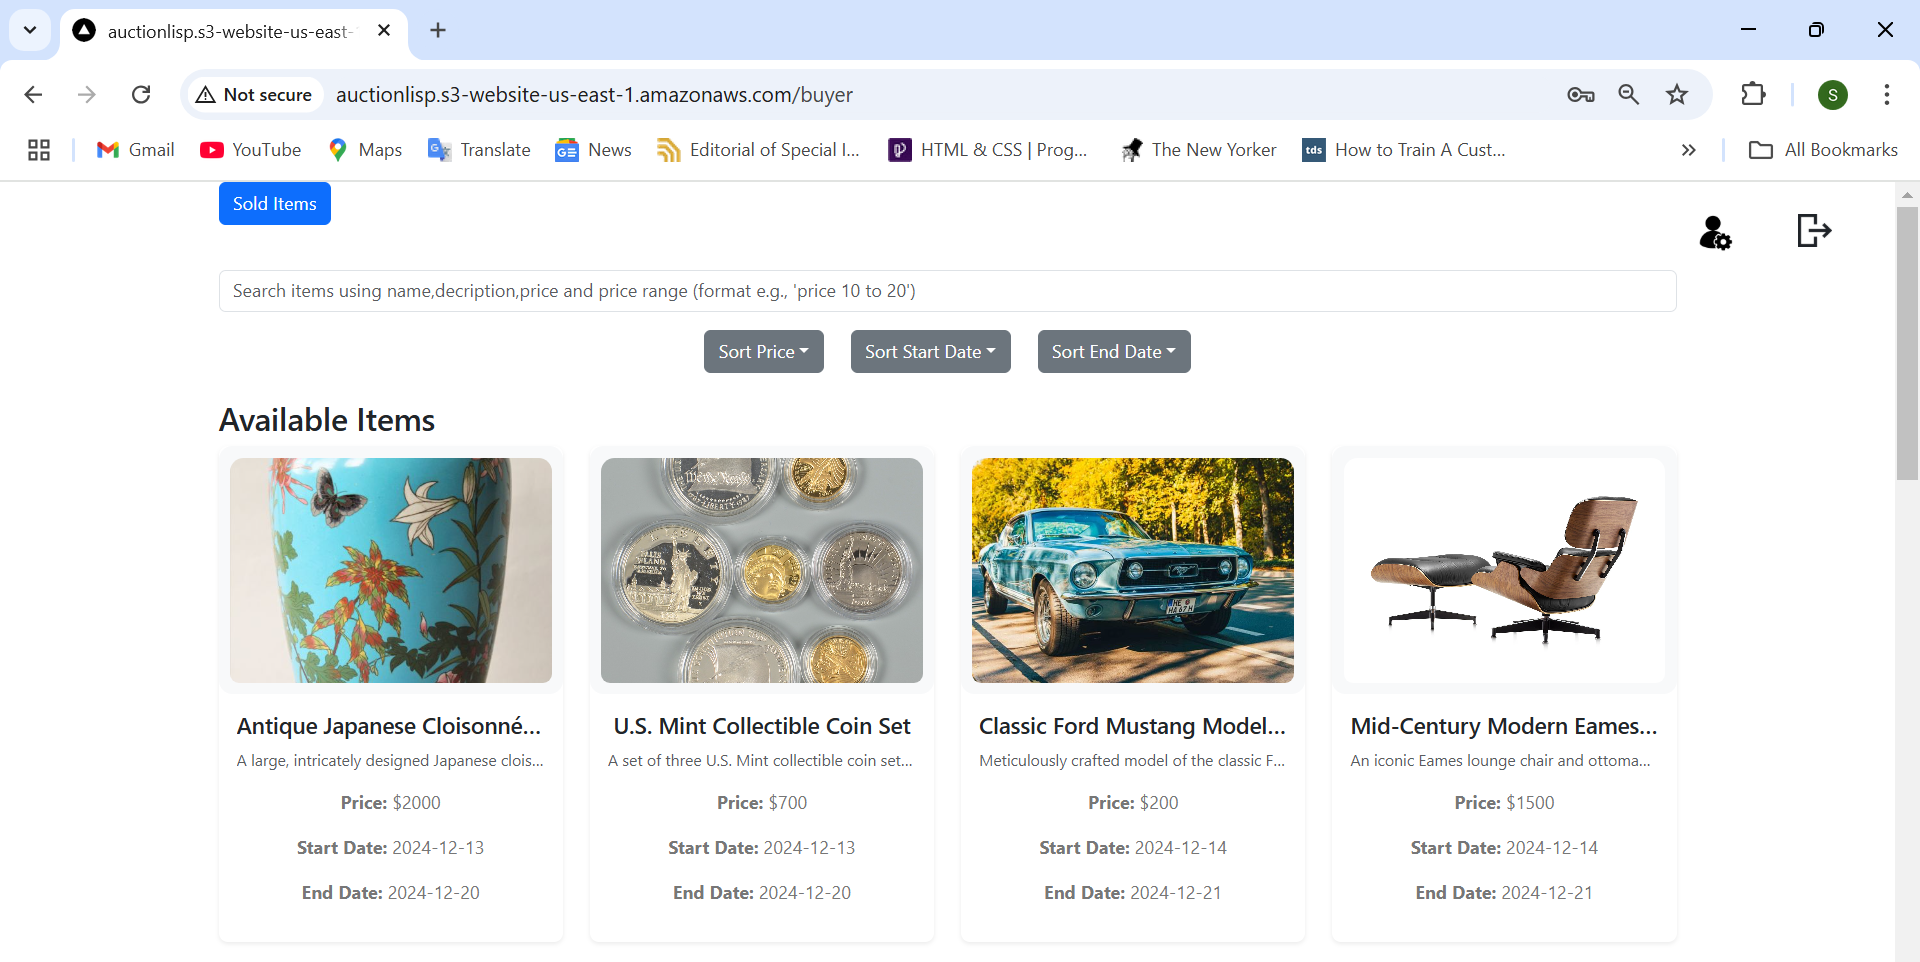 auctionlisp.s3-website-us-east-
Not secure
auctionlisp.s3-website-us-east-1.amazonaws.com/buyer
S
Gmail
YouTube
Maps
Translate
News
Editorial of Special I...
HTML & CSS | Prog...
The New Yorker
tds
How to Train A Cust...
All Bookmarks
Sold Items
Search items using name,decription,price and price range (format e.g., 'price 10 to 20')
Sort Price
Sort Start Date
Sort End Date
Available Items
Antique Japanese Cloisonné...
A large, intricately designed Japanese clois...
Price: $2000
Start Date: 2024-12-13
End Date: 2024-12-20
U.S. Mint Collectible Coin Set
A set of three U.S. Mint collectible coin set...
Price: $700
Start Date: 2024-12-13
End Date: 2024-12-20
Classic Ford Mustang Model...
Meticulously crafted model of the classic F...
Price: $200
Start Date: 2024-12-14
End Date: 2024-12-21
Mid-Century Modern Eames...
An iconic Eames lounge chair and ottoma...
Price: $1500
Start Date: 2024-12-14
End Date: 2024-12-21